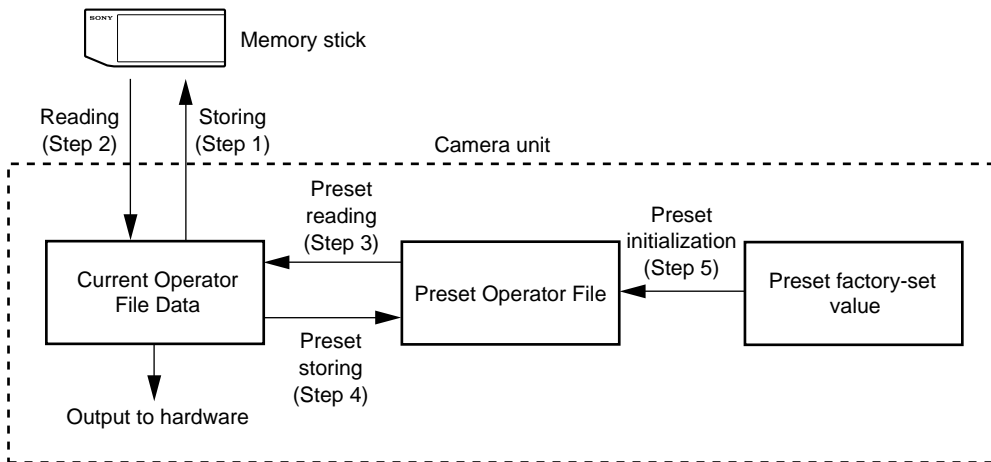 SONY
Memory stick
Reading
(Step 2)
Storing
(Step 1)
Camera unit
Preset
reading
(Step 3)
Preset
initialization
(Step 5)
Current Operator
File Data
Preset Operator File
Preset factory-set
value
Preset
storing
(Step 4)
Output to hardware